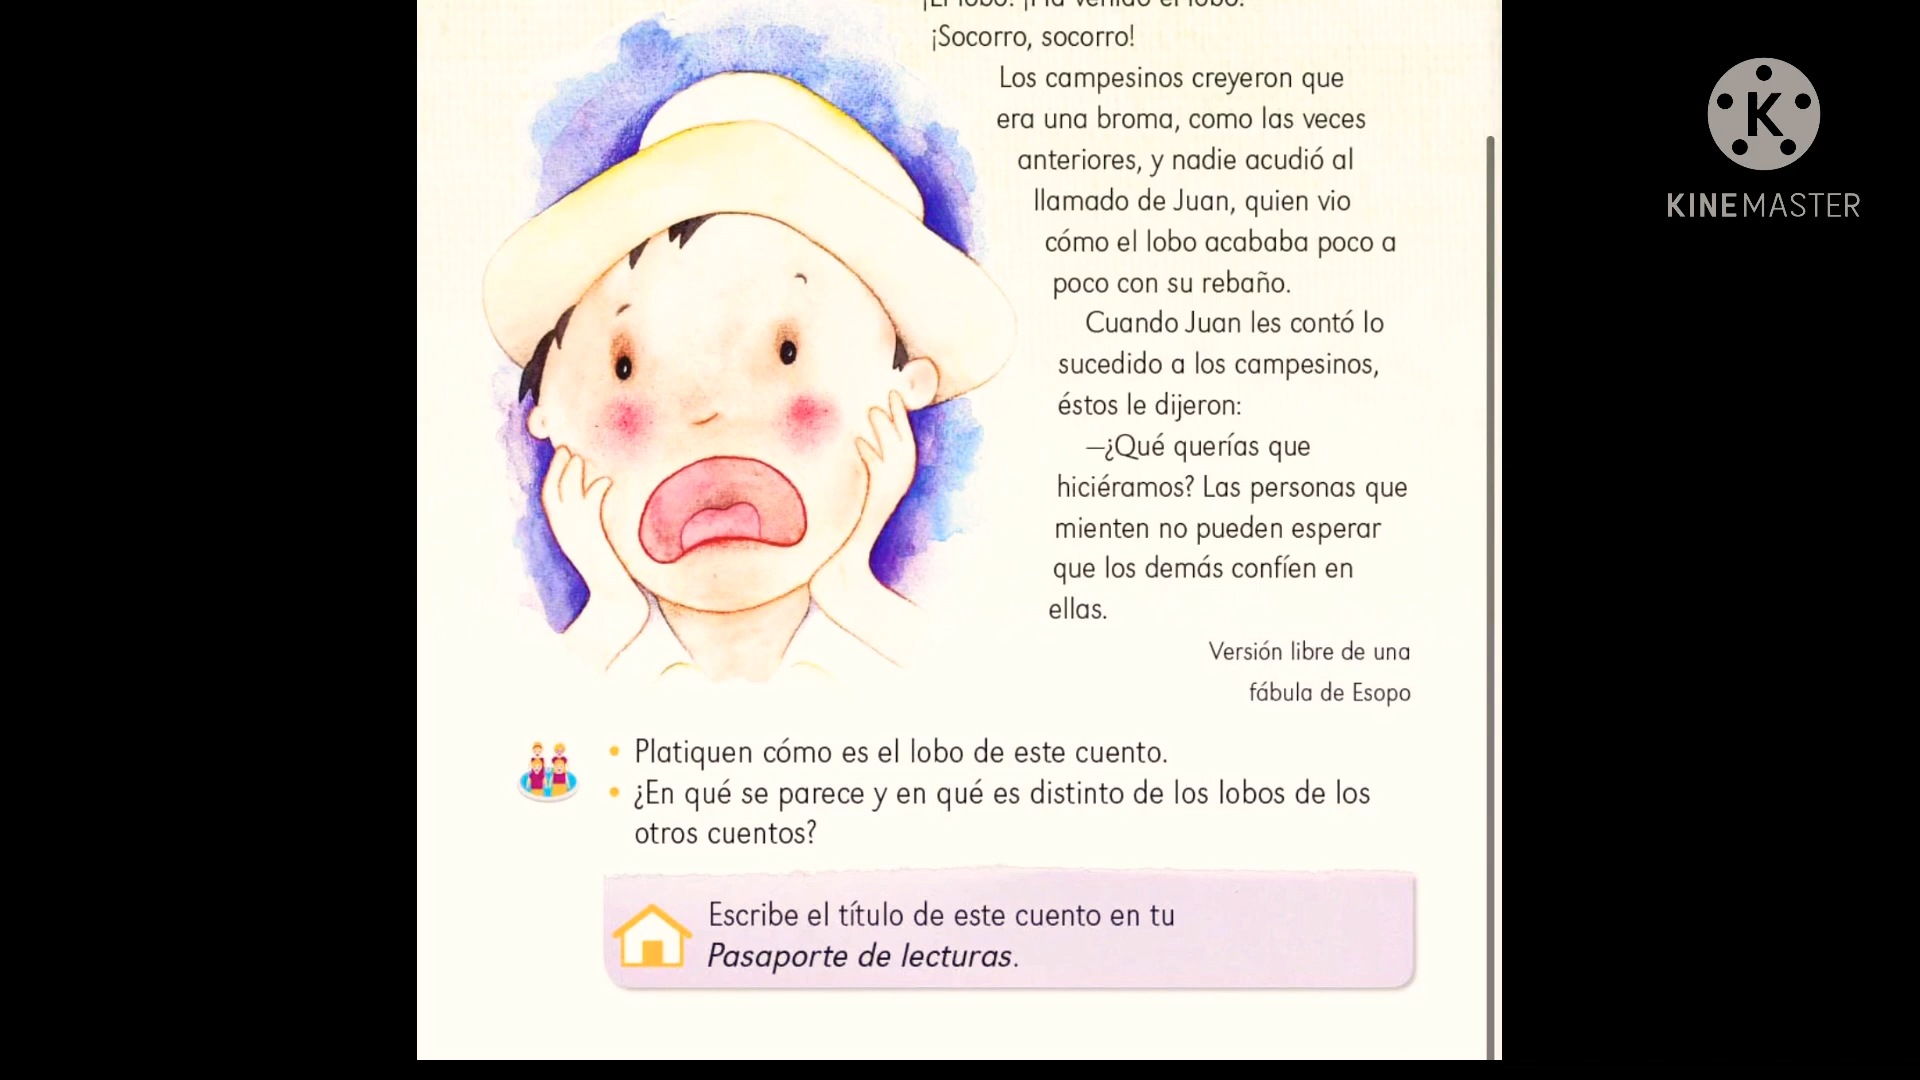 ¡Socorro, socorro!
Los campesinos creyeron que
era una broma, como las veces
anteriores, y nadie acudió al
llamado de Juan, quien vio
cómo el lobo acababa poco a
poco con su rebaño.
Cuando Juan les contó lo
sucedido a los campesinos,
éstos le dijeron:
—¿Qué querías que
hiciéramos? Las personas que
mienten no pueden esperar
que los demás confíen en
ellas.
Versión libre de una
fábula de Esopo
• Platiquen cómo es el lobo de este cuento.
• ¿En qué se parece y en qué es distinto de los lobos de los
otros cuentos?
Escribe el título de este cuento en tu
Pasaporte de lecturas.
K
KINEMASTER